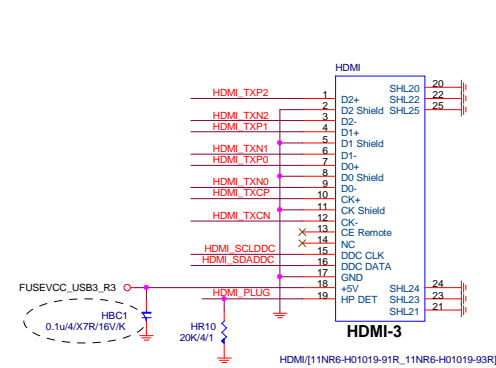 HDMI
HDMI_TXP2 1 D2+ SHL20 20
2 D2 Shield SHL22 22
HDMI_TXN2 3 D2- SHL25 25
HDMI_TXP1 4 D1+
5 D1 Shield
HDMI_TXN1 6 D1-
HDMI_TXP0 7 D0+
8 D0 Shield
HDMI_TXN0 9 D0-
HDMI_TXCP 10 CK+
11 CK Shield
HDMI_TXCN 12 CK-
13 CE Remote
14 NC
HDMI_SCLDDC 15 DDC CLK
HDMI_SDADDC 16 DDC DATA
17 GND
FUSEVCC_USB3_R3 18 +5V SHL24 24
HDMI_PLUG 19 HP DET SHL23 23
SHL21 21
HBC1
0.1u/4/X7R/16V/K
HR10
20K/4/1
HDMI-3
HDMI/[11NR6-H01019-91R_11NR6-H01019-93R]